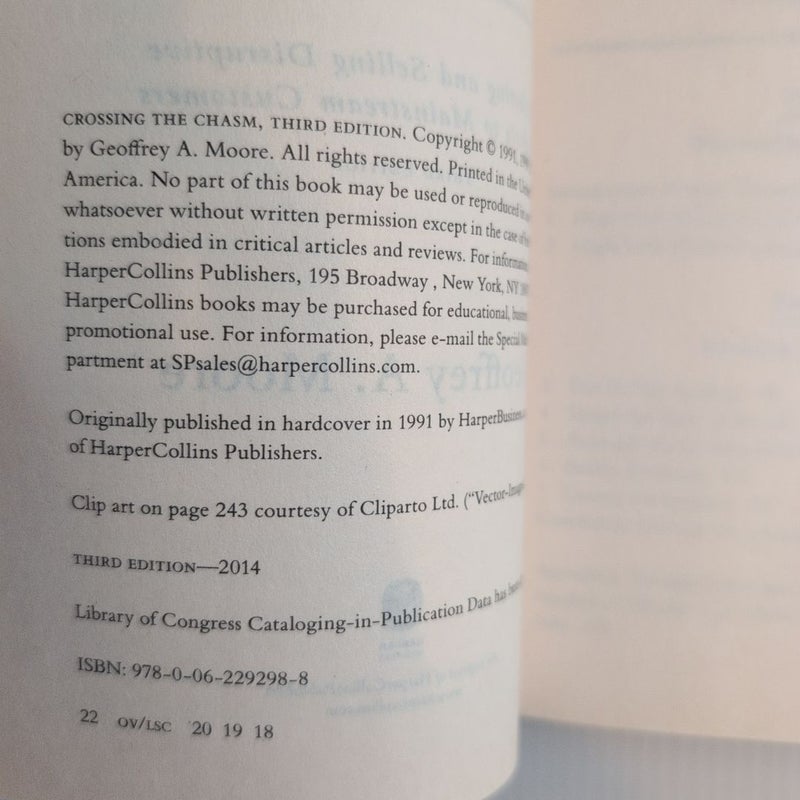 CROSSING THE CHASM, THIRD EDITION. Copyright © 1991,
by Geoffrey A. Moore. All rights reserved. Printed in the
America. No part of this book may be used or reproduced in
whatsoever without written permission except in the case of
tions embodied in critical articles and reviews. For
HarperCollins Publishers, 195 Broadway , New York, NY
HarperCollins books may be purchased for educational,
promotional use. For information, please e-mail the Special
partment at SPsales@harpercollins.com.
Originally published in hardcover in 1991 by HarperBusiness
of HarperCollins Publishers.
Clip art on page 243 courtesy of Cliparto Ltd. (“Vector-
THIRD EDITION—2014
Library of Congress Cataloging-in-Publication Data has
ISBN: 978-0-06-229298-8
22 OV/LSC 20 19 18